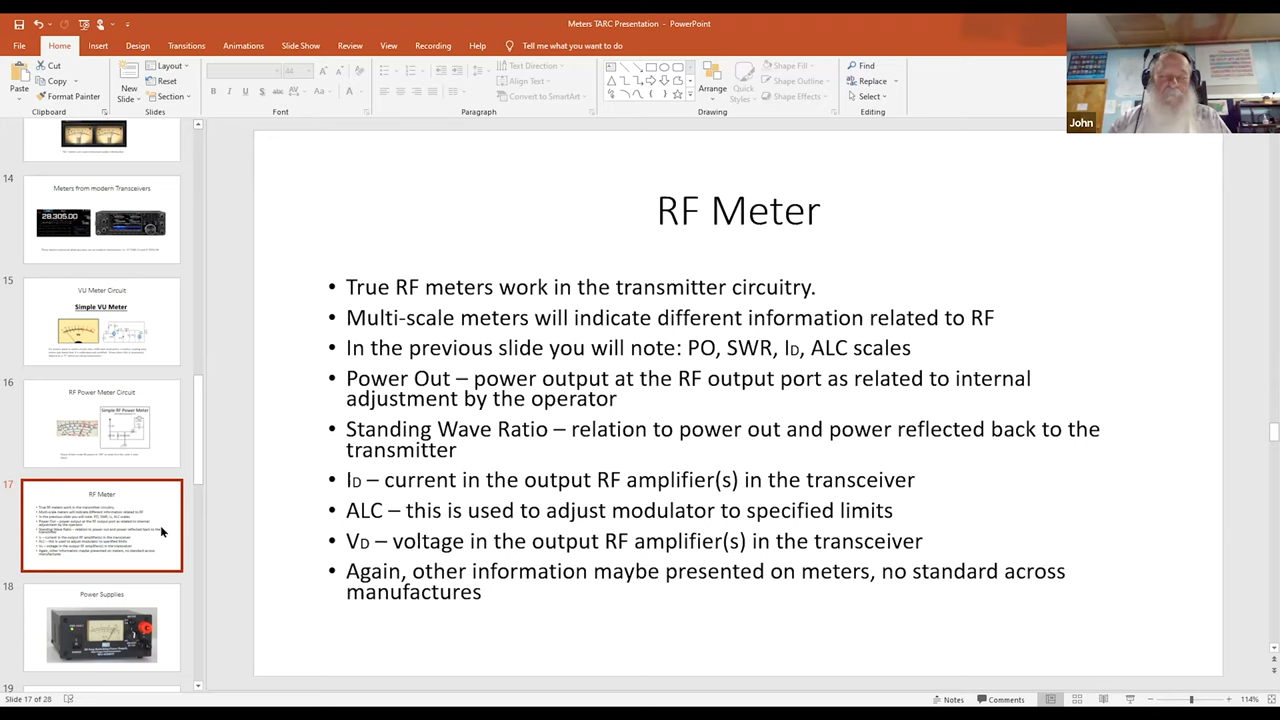 Meters TARC Presentation - PowerPoint
File Home Insert Design Transitions Animations Slide Show Review View Recording Help Tell me what you want to do
Paste
Cut
Copy
Format Painter
Clipboard
New Slide
Layout
Reset
Section
Slides
44
Font
Text Direction
Align Text
Convert to SmartArt
Paragraph
Arrange
Quick Styles
Shape Fill
Shape Outline
Shape Effects
Drawing
Find
Replace
Select
Editing
John
14
Meters from modern Transceivers
28.305.00
15
VU Meter Circuit
Simple VU Meter
16
RF Power Meter Circuit
Simple RF Power Meter
17
RF Meter
18
Power Supplies
19
RF Meter
• True RF meters work in the transmitter circuitry.
• Multi-scale meters will indicate different information related to RF
• In the previous slide you will note: PO, SWR, ID, ALC scales
• Power Out – power output at the RF output port as related to internal
adjustment by the operator
• Standing Wave Ratio – relation to power out and power reflected back to the
transmitter
• ID – current in the output RF amplifier(s) in the transceiver
• ALC – this is used to adjust modulator to specified limits
• VD – voltage in the output RF amplifier(s) in the transceiver
• Again, other information maybe presented on meters, no standard across
manufactures
Slide 17 of 28
Notes
Comments
114%